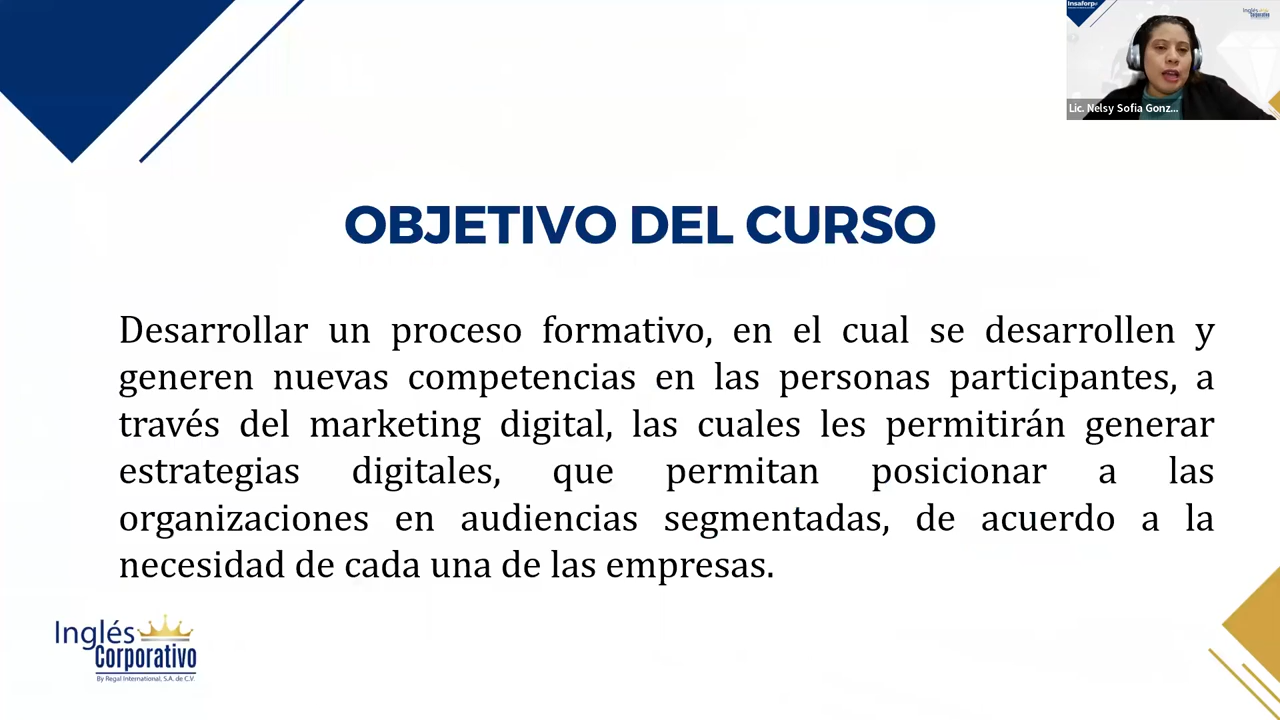 Insaforp
Inglés
Corporativo
Lic. Nelsy Sofia Gonz...
OBJETIVO DEL CURSO
Desarrollar un proceso formativo, en el cual se desarrollen y
generen nuevas competencias en las personas participantes, a
través del marketing digital, las cuales les permitirán generar
estrategias digitales, que permitan posicionar a las
organizaciones en audiencias segmentadas, de acuerdo a la
necesidad de cada una de las empresas.
Inglés
Corporativo
By Regal International, S.A. de C.V.